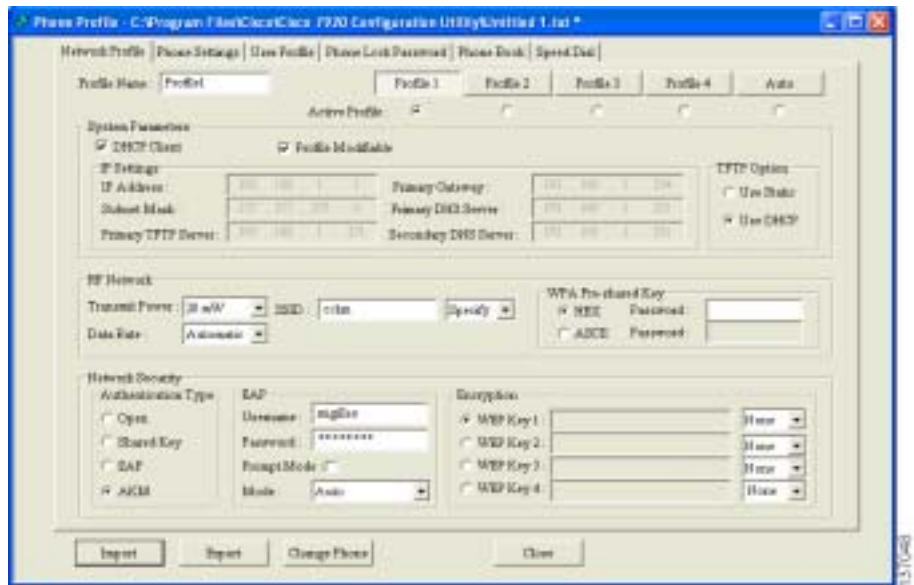 Phone Profile - C:\Program Files\Cisco\Cisco 7920 Configuration Utility\Untitled 1.txt *
Network Profile Phone Settings User Profile Phone Lock Password Phone Book Speed Dial
Profile Name: Profile1 Profile 1 Profile 2 Profile 3 Profile 4 Auto
Active Profile
System Parameters
DHCP Client Profile Modifiable
IP Settings TFTP Option
IP Address: Primary Gateway: Use Static
Subnet Mask: Primary DNS Server: Use DHCP
Primary TFTP Server: Secondary DNS Server:
RF Network WPA Pre-shared Key
Transmit Power: mW SSID: Specify HEX Password:
Data Rate: Automatic ASCII Password:
Network Security
Authentication Type EAP Encryption
Open Username: WEP Key 1: None
Shared Key Password: ******** WEP Key 2: None
EAP Prompt Mode WEP Key 3: None
AKM Mode: Auto WEP Key 4: None
Import Export Change Phone Close